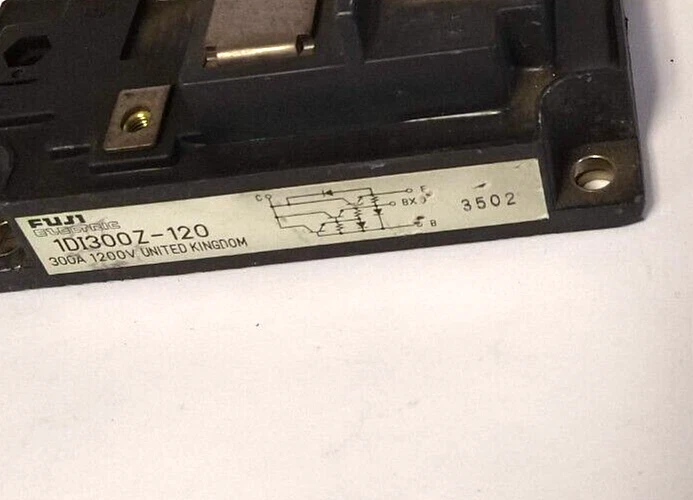 FUJI
ELECTRIC
1DI300Z-120
300A 1200V UNITED KINGDOM
C
E
BX
B
3502